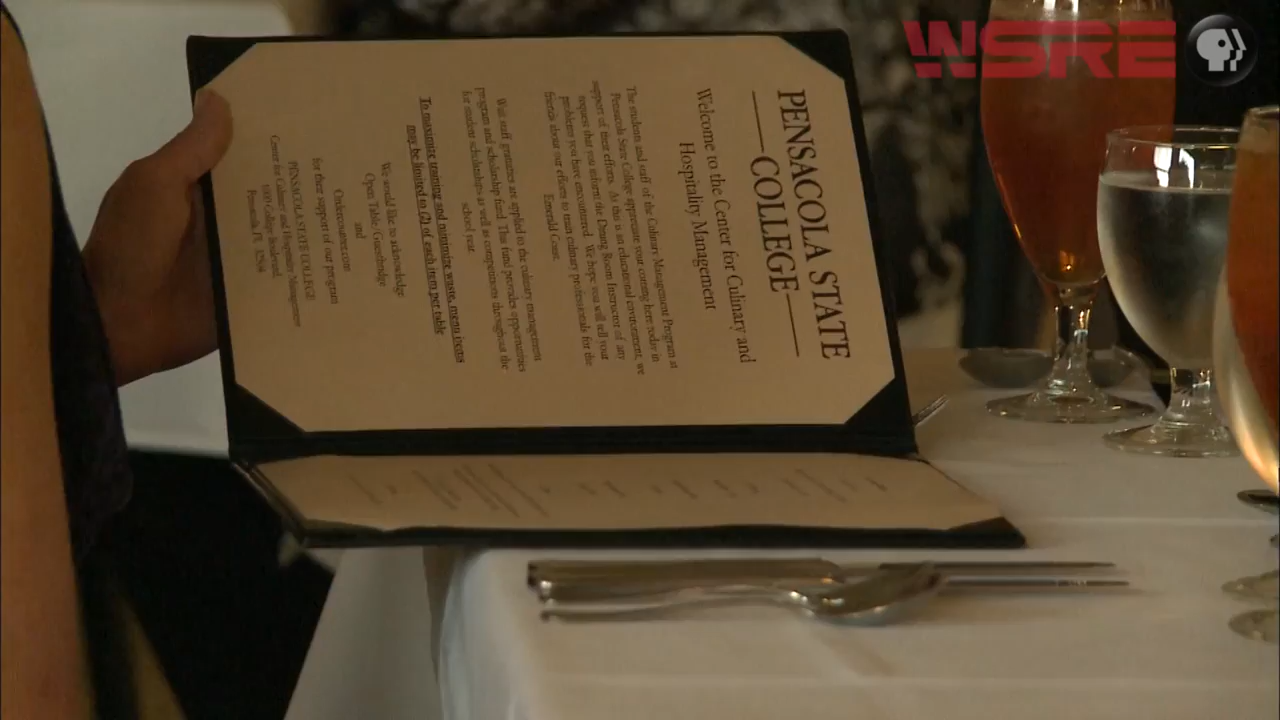 WSRE
PENSACOLA STATE
COLLEGE
Welcome to the Center for Culinary and
Hospitality Management
The students and staff of the Culinary Management Program at
Pensacola State College appreciate your coming here today in
support of their efforts. As this is an educational environment, we
request that you inform the Dining Room Instructor of any
problems you have encountered. We hope you will tell your
friends about our efforts to train culinary professionals for the
Emerald Coast.
Wait staff gratuities are applied to the culinary management
program and scholarship fund. This fund provides opportunities
for student scholarships as well as competitions throughout the
school year.
To maximize training and minimize waste, menu items
may be limited to (2) of each item per table
We would like to acknowledge
Open Table/Guestbridge
and
Ordercounter.com
for their support of our program
PENSACOLA STATE COLLEGE
Center for Culinary and Hospitality Management
1000 College Boulevard
Pensacola, FL 32504